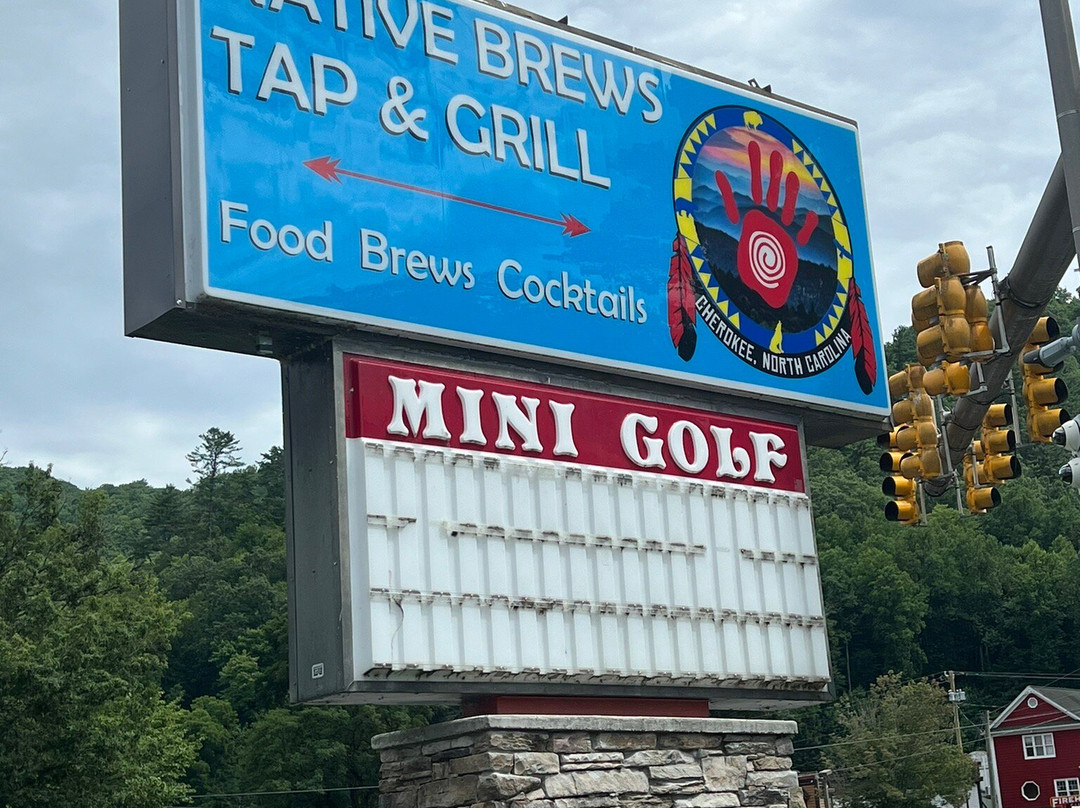 NATIVE BREWS
TAP & GRILL
Food Brews Cocktails
CHEROKEE, NORTH CAROLINA
MINI GOLF